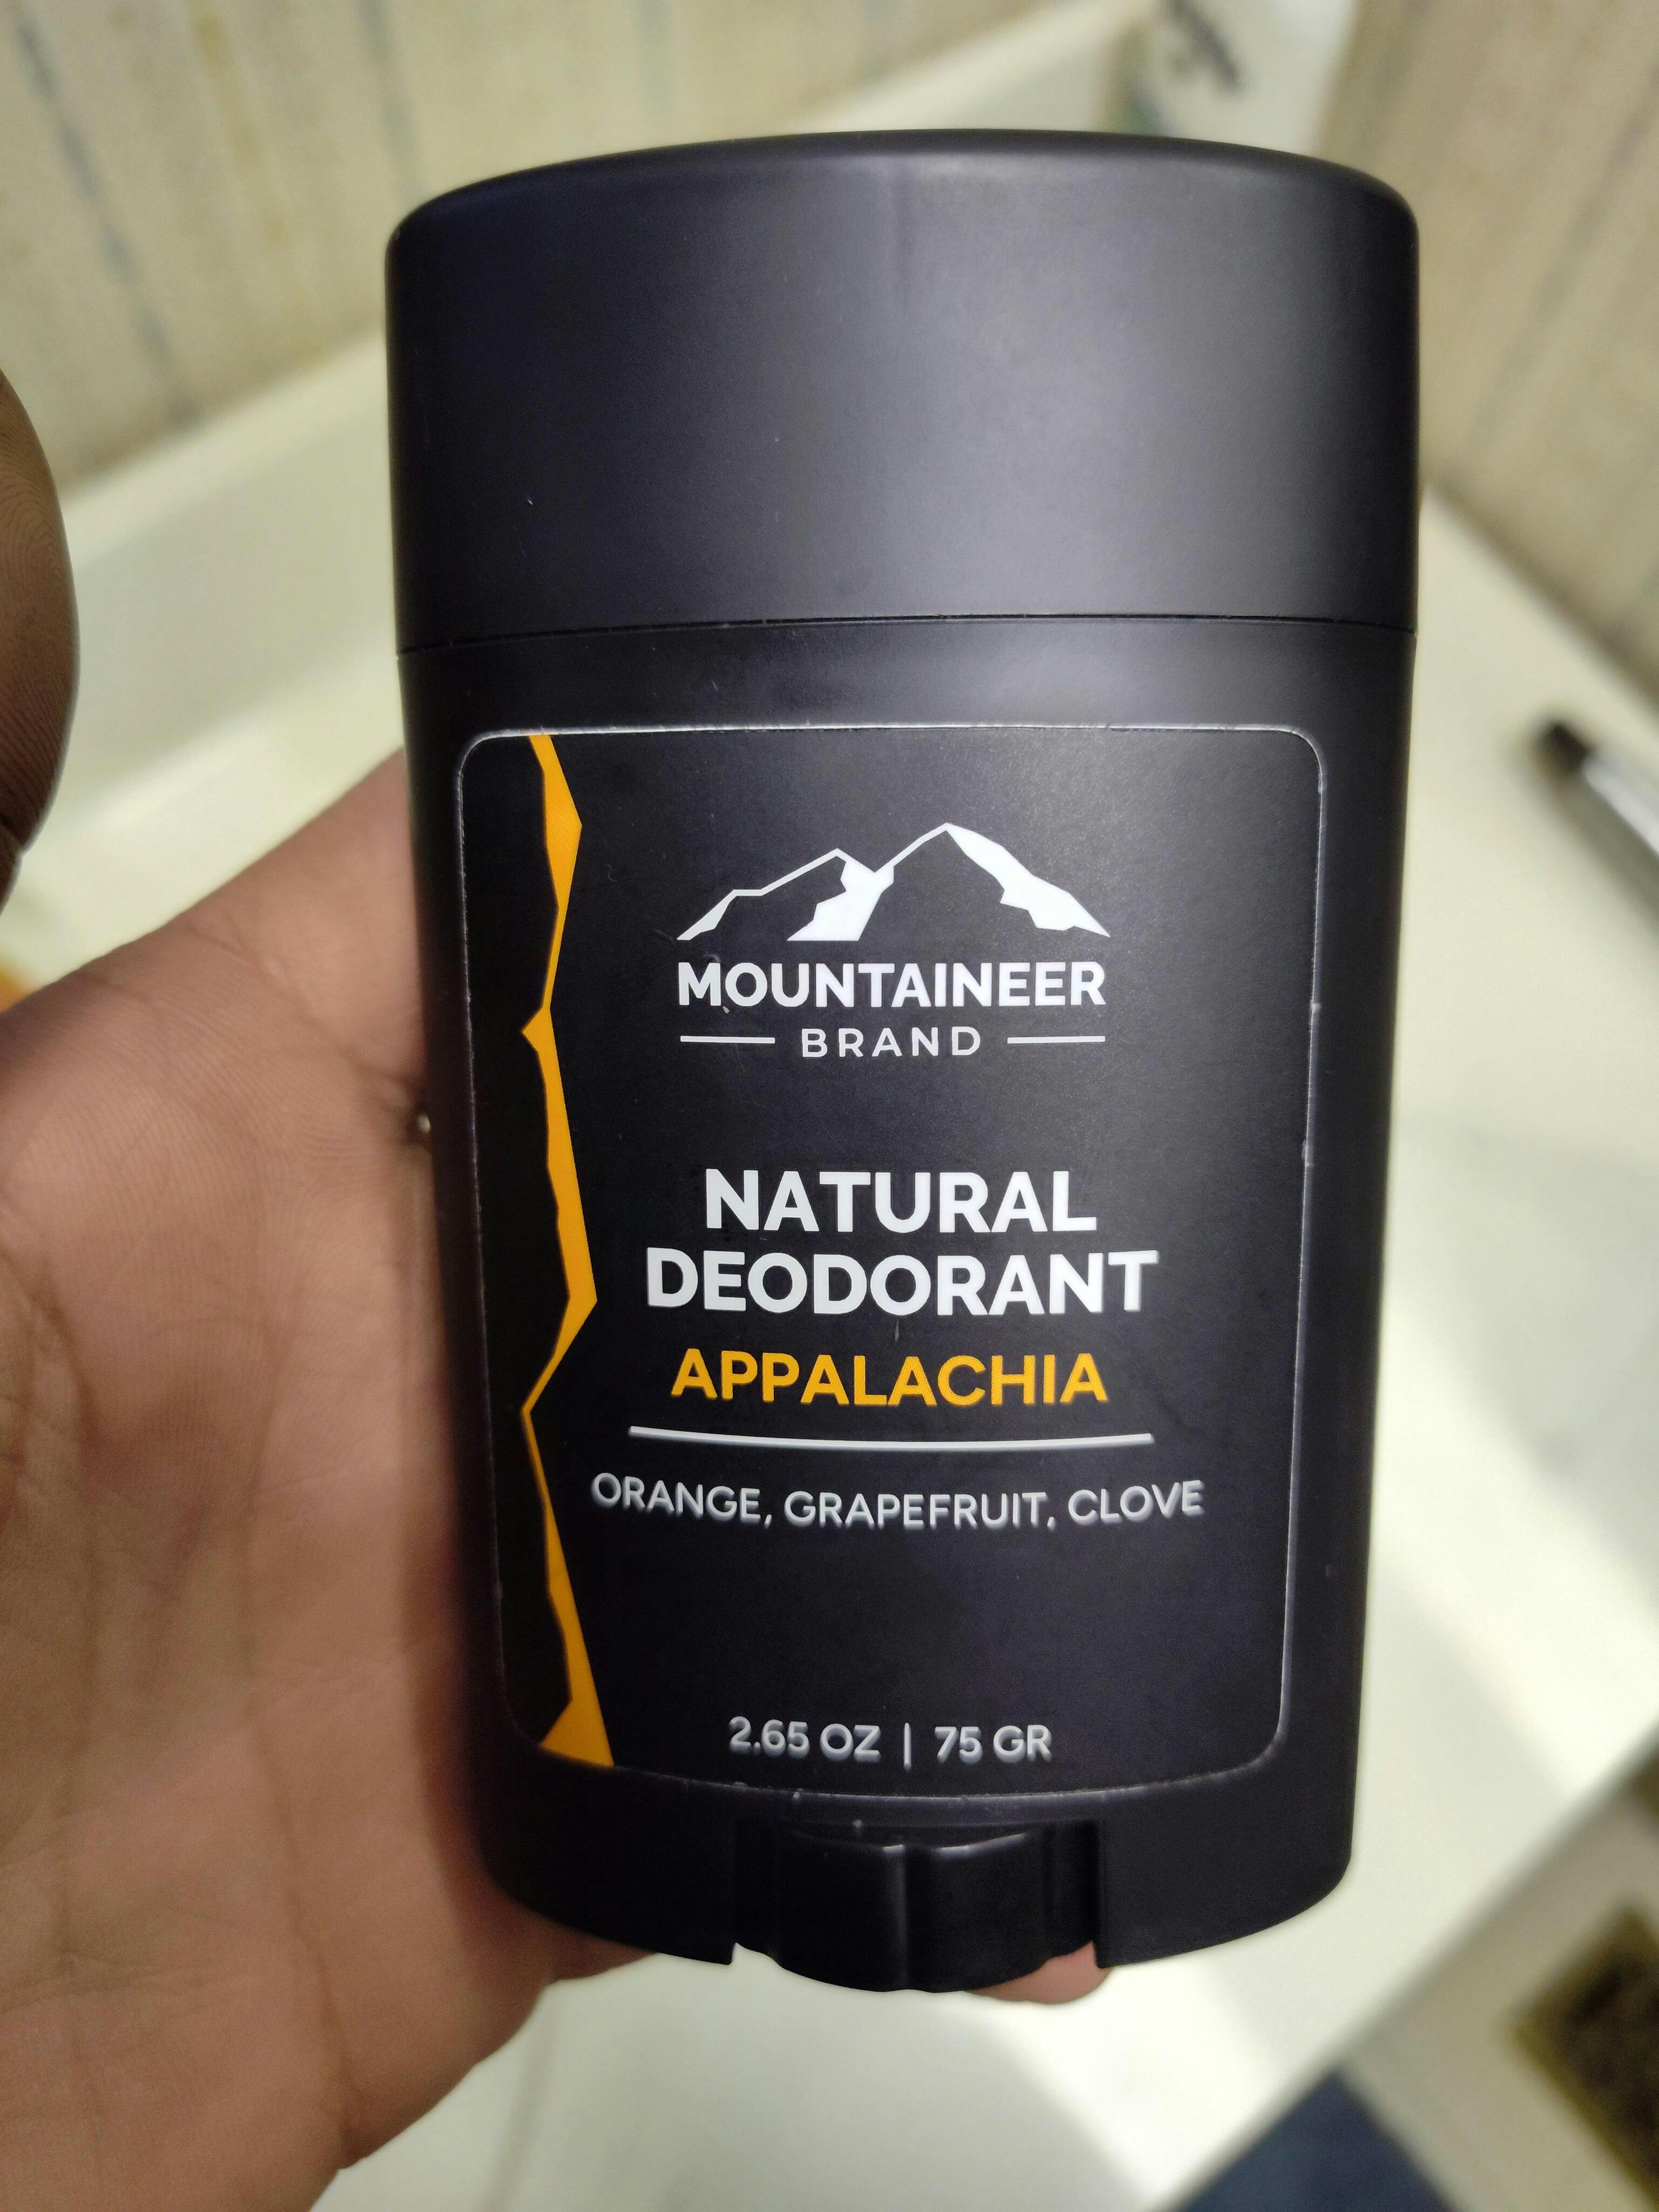 MOUNTAINEER
BRAND
NATURAL
DEODORANT
APPALACHIA
ORANGE, GRAPEFRUIT, CLOVE
2.65 OZ | 75 GR